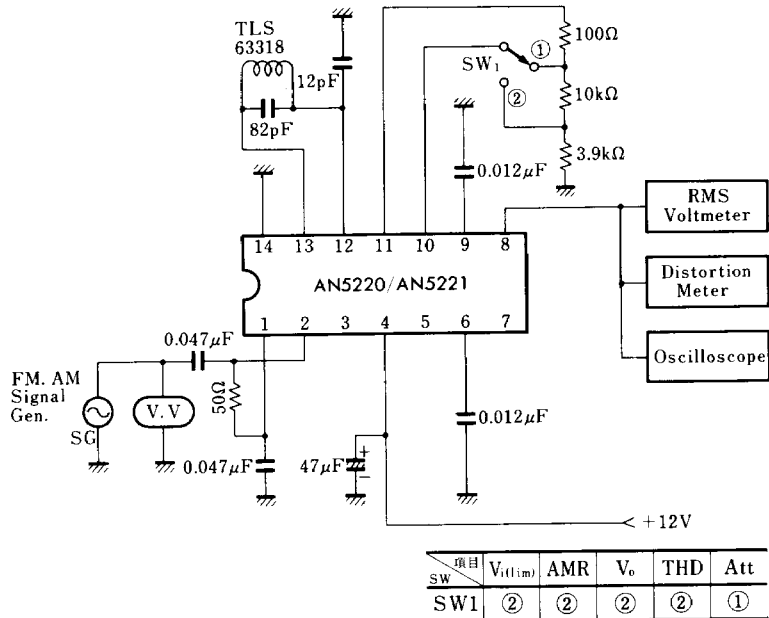 TLS
63318
12pF
82pF
SW₁
①
②
100Ω
10kΩ
3.9kΩ
0.012μF
14 13 12 11 10 9 8
AN5220/AN5221
1 2 3 4 5 6 7
RMS
Voltmeter
Distortion
Meter
Oscilloscope
0.047μF
FM. AM
Signal
Gen.
SG
V.V
50Ω
0.047μF
47μF
+
−
0.012μF
+12V
項目 SW Vi(lim) AMR Vo THD Att
SW1 ② ② ② ② ①